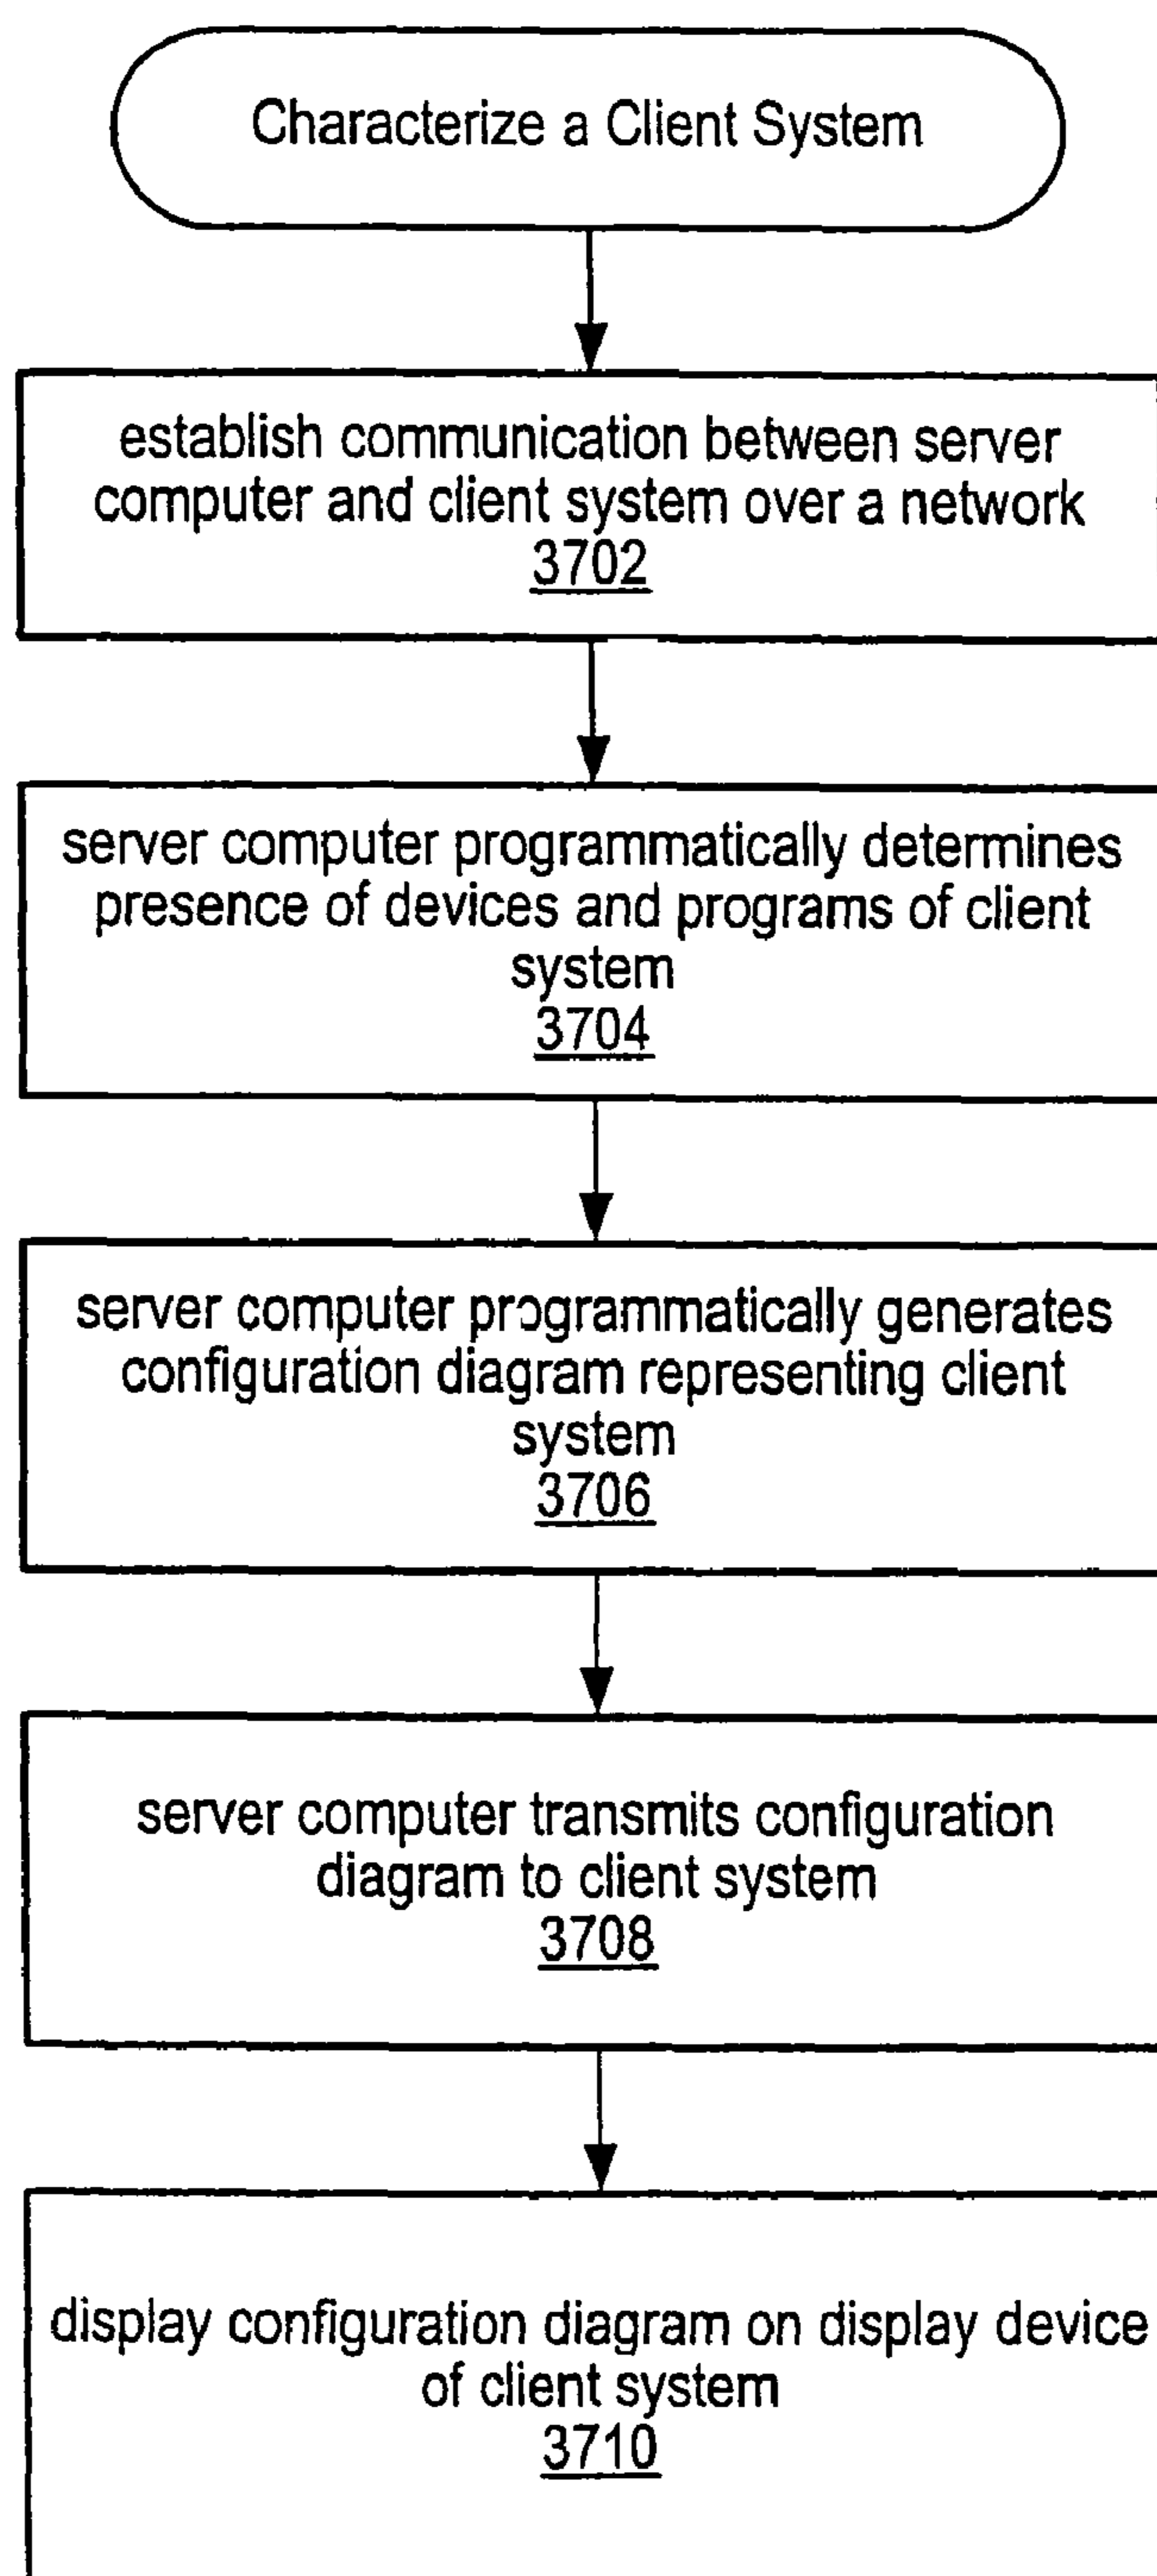 Characterize a Client System
establish communication between server
computer and client system over a network
3702
server computer programmatically determines
presence of devices and programs of client
system
3704
server computer programmatically generates
configuration diagram representing client
system
3706
server computer transmits configuration
diagram to client system
3708
display configuration diagram on display device
of client system
3710